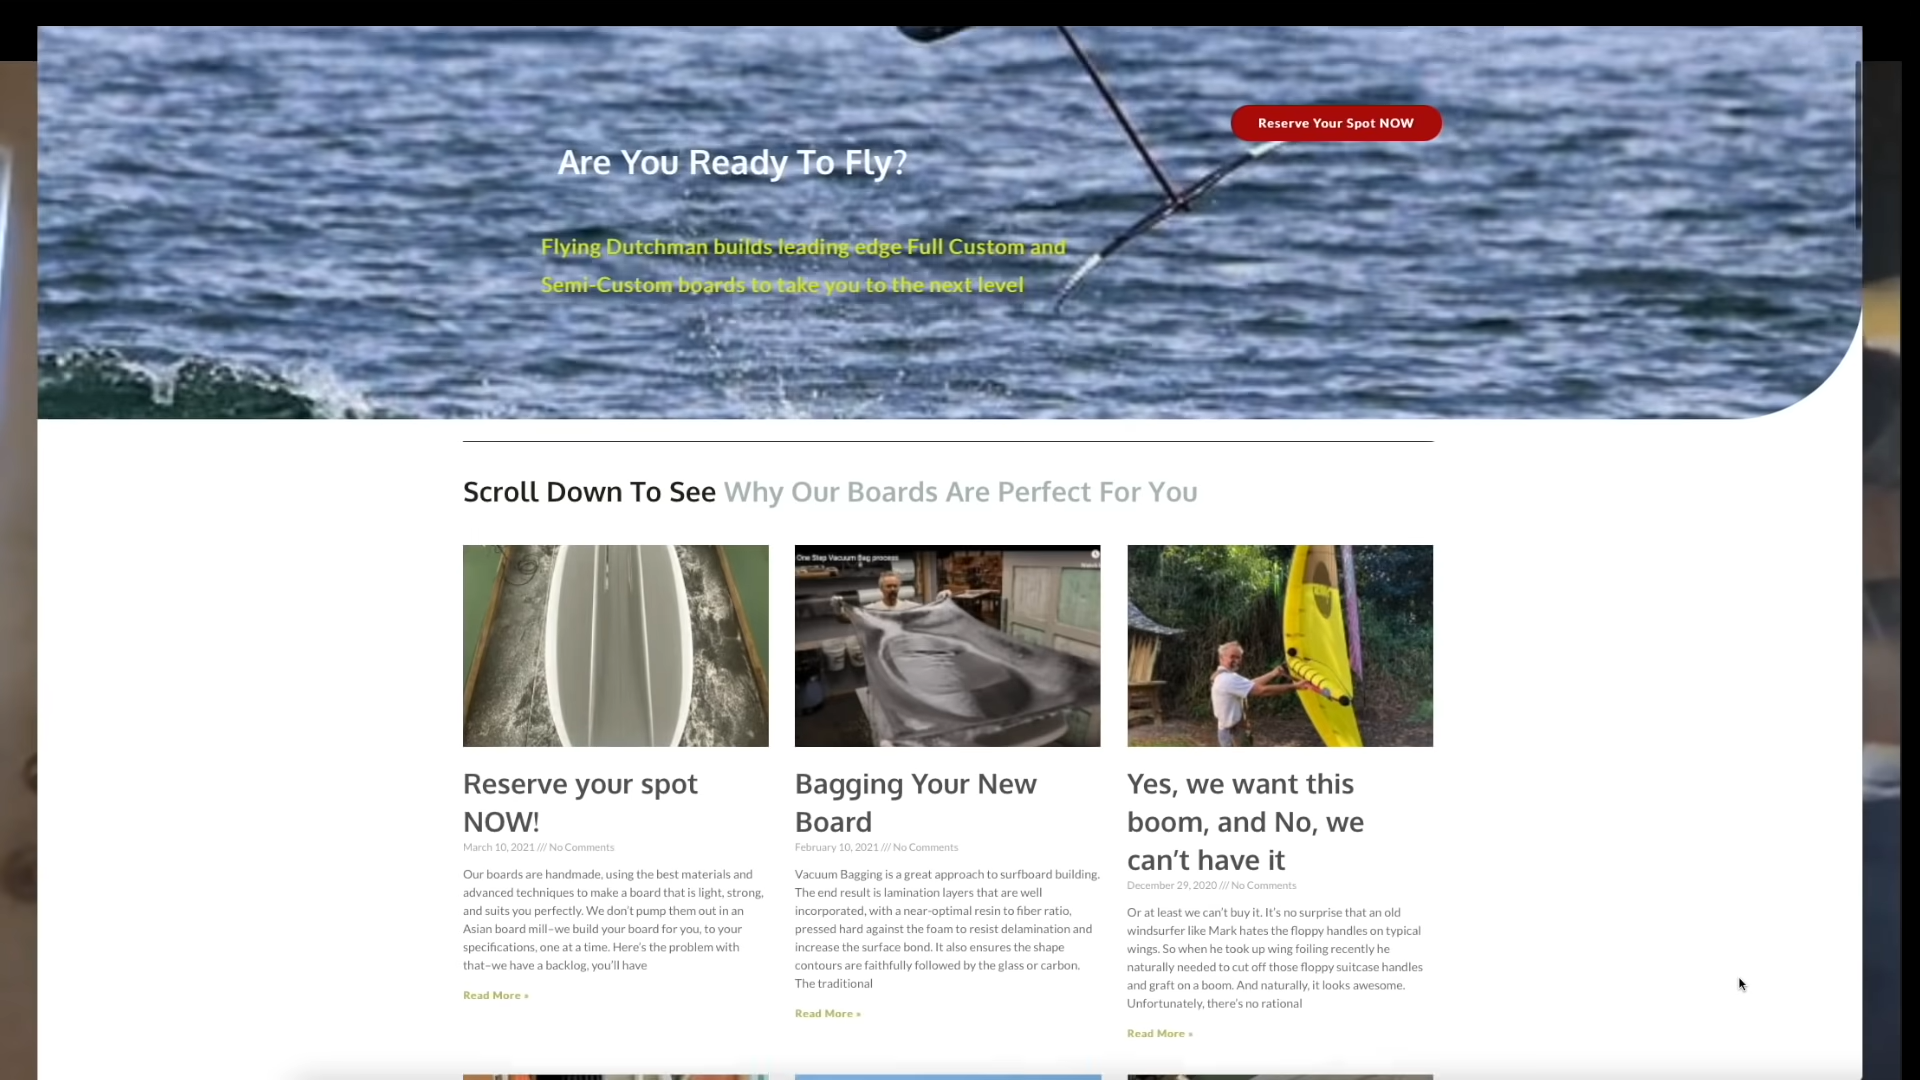 Reserve Your Spot NOW
Are You Ready To Fly?
Flying Dutchman builds leading edge Full Custom and
Semi-Custom boards to take you to the next level
Scroll Down To See Why Our Boards Are Perfect For You
One Step Vacuum Bag process
Reserve your spot
NOW!
March 10, 2021 /// No Comments
Our boards are handmade, using the best materials and
advanced techniques to make a board that is light, strong,
and suits you perfectly. We don’t pump them out in an
Asian board mill–we build your board for you, to your
specifications, one at a time. Here’s the problem with
that–we have a backlog, you’ll have
Read More »
Bagging Your New
Board
February 10, 2021 /// No Comments
Vacuum Bagging is a great approach to surfboard building.
The end result is lamination layers that are well
incorporated, with a near-optimal resin to fiber ratio,
pressed hard against the foam to resist delamination and
increase the surface bond. It also ensures the shape
contours are faithfully followed by the glass or carbon.
The traditional
Read More »
Yes, we want this
boom, and No, we
can’t have it
December 29, 2020 /// No Comments
Or at least we can’t buy it. It’s no surprise that an old
windsurfer like Mark hates the floppy handles on typical
wings. So when he took up wing foiling recently he
naturally needed to cut off those floppy suitcase handles
and graft on a boom. And naturally, it looks awesome.
Unfortunately, there’s no rational
Read More »